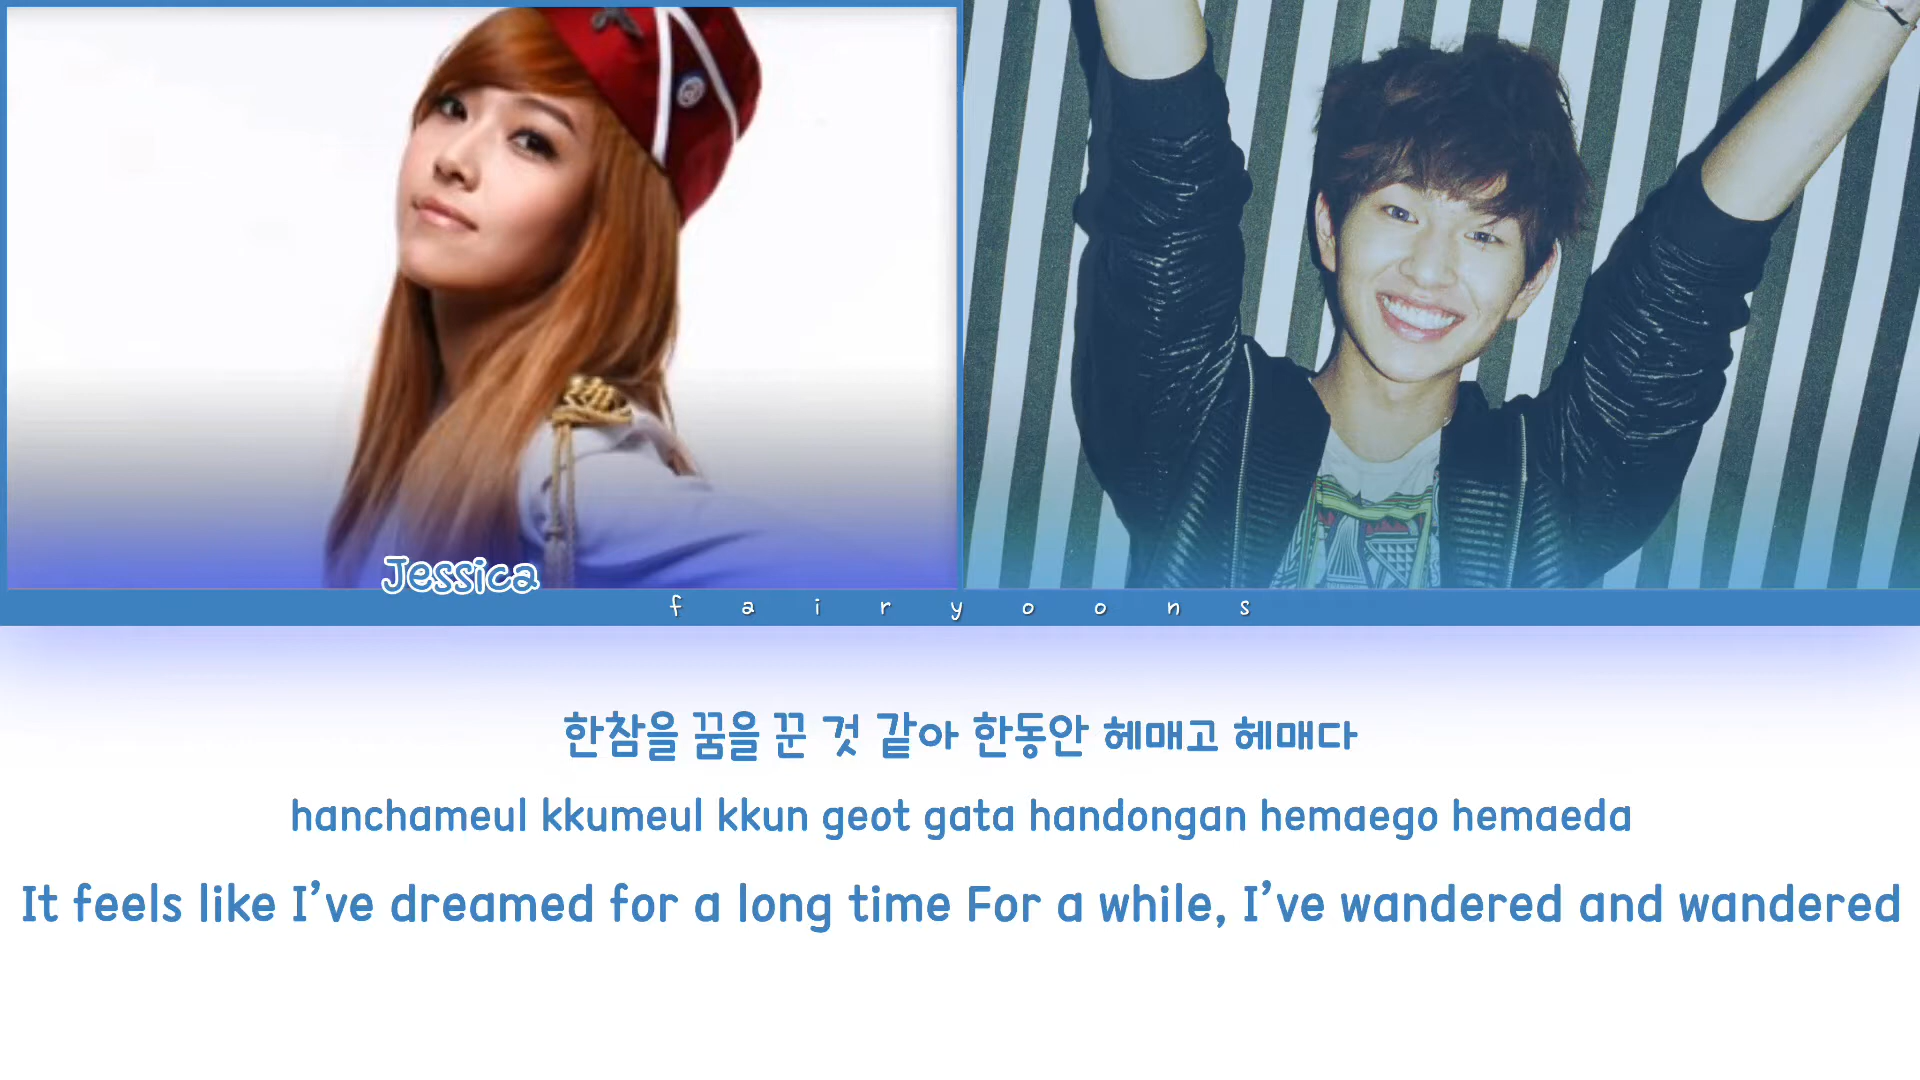 Jessica
fairyoons
한참을 꿈을 꾼 것 같아 한동안 헤매고 헤매다
hanchameul kkumeul kkun geot gata handongan hemaego hemaeda
It feels like I’ve dreamed for a long time For a while, I’ve wandered and wandered